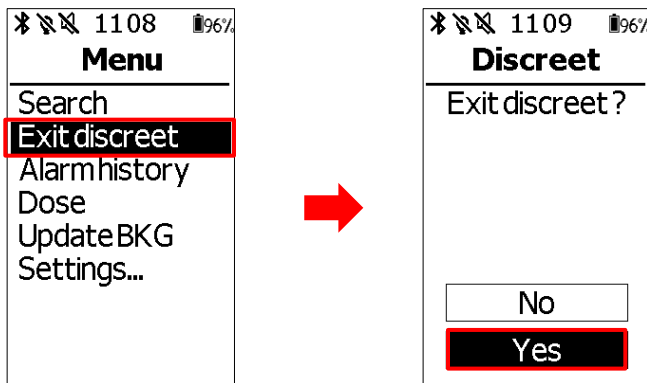 1108 96%
Menu
Search
Exit discreet
Alarm history
Dose
Update BKG
Settings...
1109 96%
Discreet
Exit discreet?
No
Yes